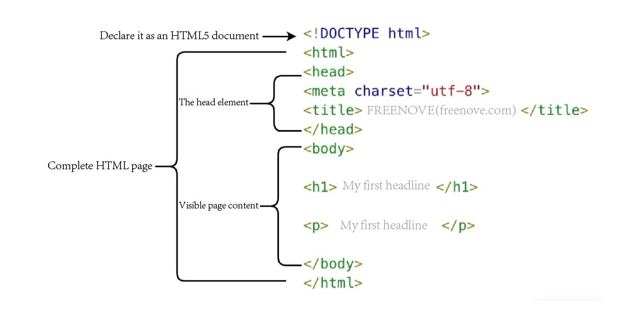 Declare it as an HTML5 document
<!DOCTYPE html>
<html>
<head>
<meta charset="utf-8">
The head element
<title> FREENOVE(freenove.com) </title>
</head>
<body>
Complete HTML page
<h1> My first headline </h1>
Visible page content
<p> My first headline </p>
</body>
</html>